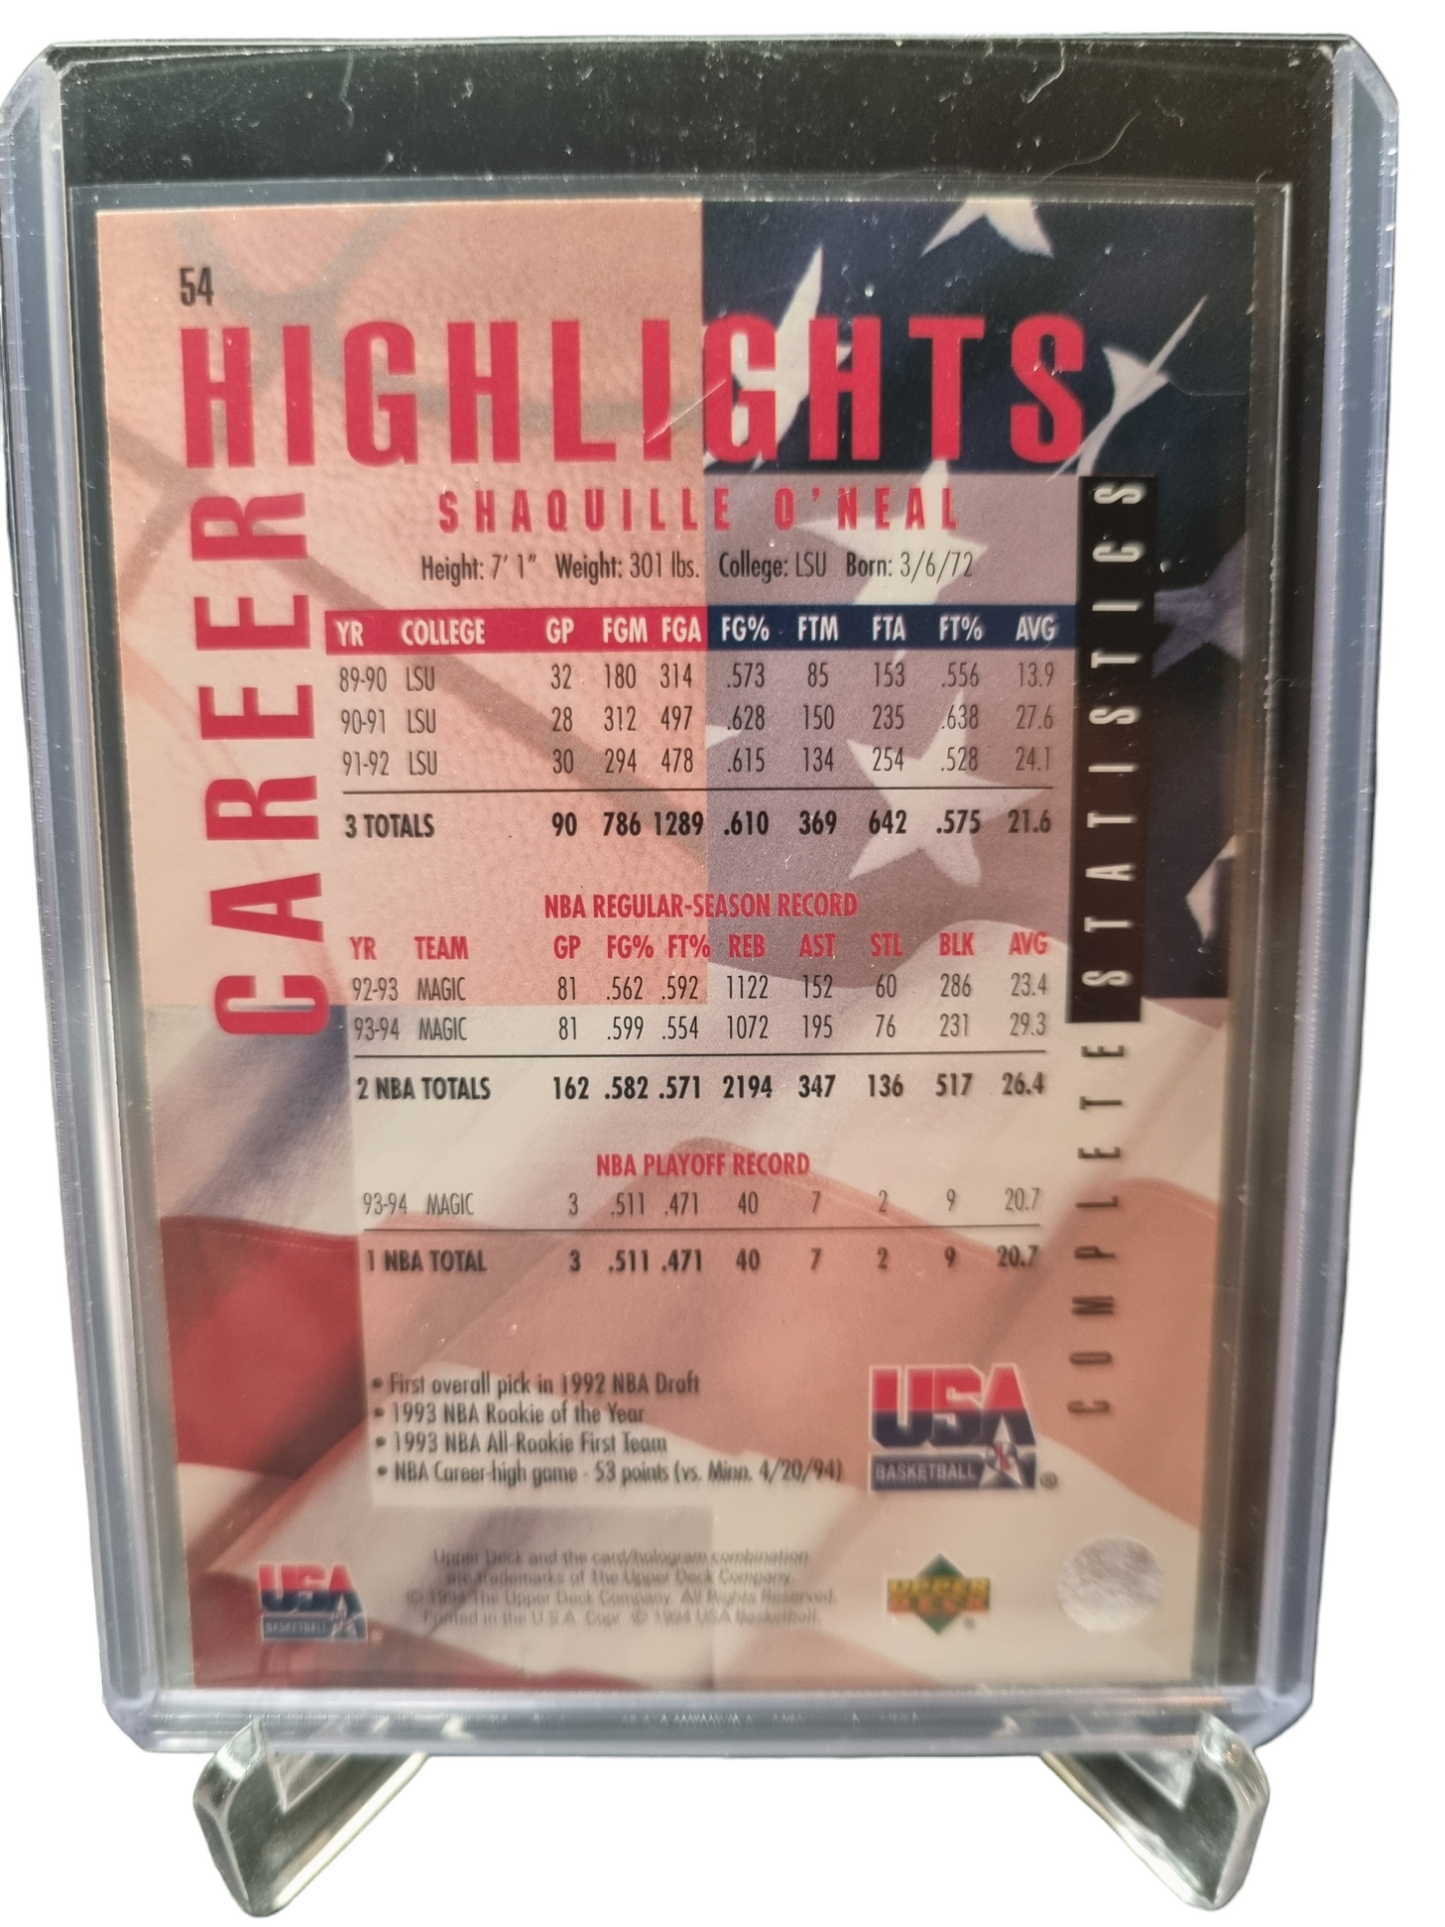 54
HIGHLIGHTS
CAREER
SHAQUILLE O'NEAL
Height: 7' 1" Weight: 301 lbs. College: LSU Born: 3/6/72
YR COLLEGE GP FGM FGA FG% FTM FTA FT% AVG
89-90 LSU 32 180 314 .573 85 153 .556 13.9
90-91 LSU 28 312 497 .628 150 235 .638 27.6
91-92 LSU 30 294 478 .615 134 254 .528 24.1
3 TOTALS 90 786 1289 .610 369 642 .575 21.6
NBA REGULAR-SEASON RECORD
YR TEAM GP FG% FT% REB AST STL BLK AVG
92-93 MAGIC 81 .562 .592 1122 152 60 286 23.4
93-94 MAGIC 81 .599 .554 1072 195 76 231 29.3
2 NBA TOTALS 162 .582 .571 2194 347 136 517 26.4
NBA PLAYOFF RECORD
93-94 MAGIC 3 .511 .471 40 7 2 9 20.7
1 NBA TOTAL 3 .511 .471 40 7 2 9 20.7
COMPLETE STATISTICS
• First overall pick in 1992 NBA Draft
• 1993 NBA Rookie of the Year
• 1993 NBA All-Rookie First Team
• NBA Career-high game - 53 points (vs. Minn. 4/20/94)
USA
BASKETBALL ®
USA
BASKETBALL
Upper Deck and the card/hologram combination
are trademarks of The Upper Deck Company.
© 1994 The Upper Deck Company. All Rights Reserved.
Printed in the U.S.A. Copr. © 1994 USA Basketball.
UPPER
DECK
®